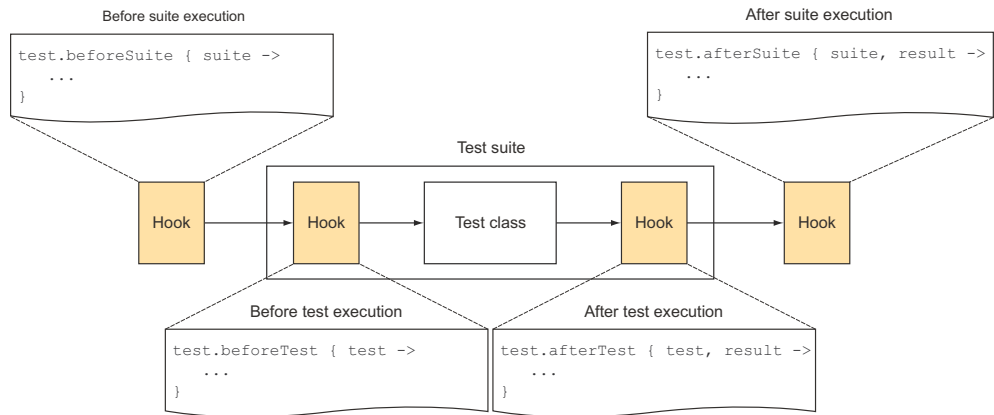 Before suite execution
test.beforeSuite { suite ->
...
}
After suite execution
test.afterSuite { suite, result ->
...
}
Test suite
Hook
Hook
Test class
Hook
Hook
Before test execution
test.beforeTest { test ->
...
}
After test execution
test.afterTest { test, result ->
...
}